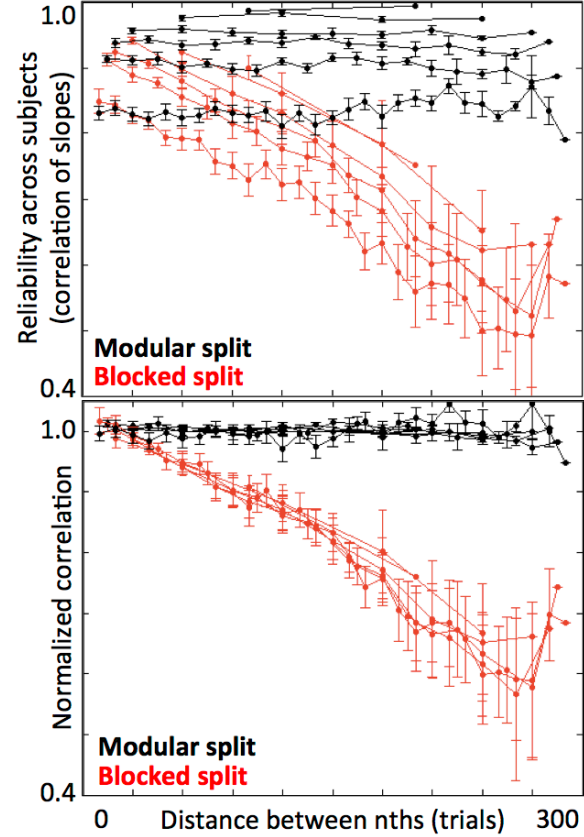 1.0
Reliability across subjects
(correlation of slopes)
Modular split
Blocked split
0.4
1.0
Normalized correlation
Modular split
Blocked split
0.4
0 Distance between nths (trials) 300